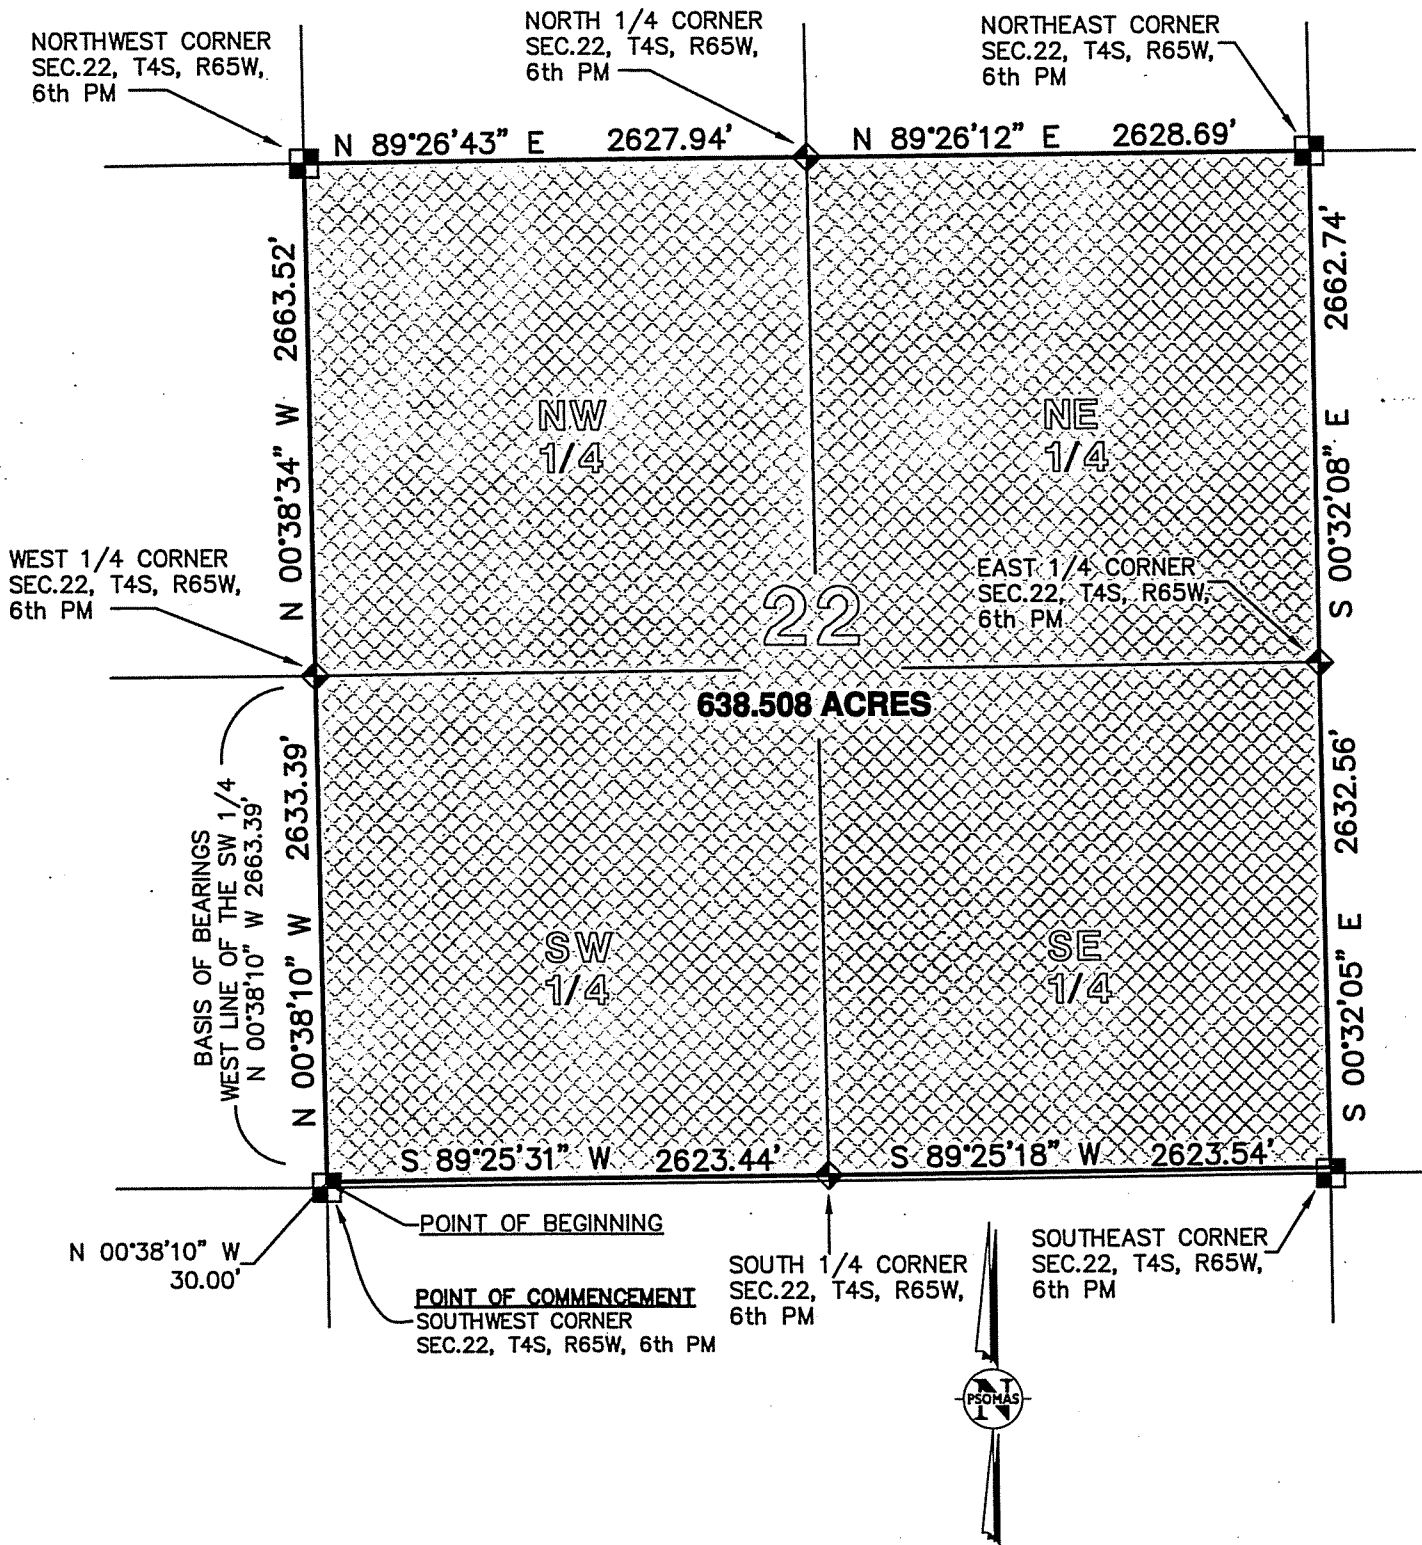 NORTHWEST CORNER
SEC.22, T4S, R65W,
6th PM
NORTH 1/4 CORNER
SEC.22, T4S, R65W,
6th PM
NORTHEAST CORNER
SEC.22, T4S, R65W,
6th PM
N 89°26'43" E 2627.94'
N 89°26'12" E 2628.69'
N 00°38'34" W 2663.52'
S 00°32'08" E 2662.74'
NW
1/4
NE
1/4
WEST 1/4 CORNER
SEC.22, T4S, R65W,
6th PM
EAST 1/4 CORNER
SEC.22, T4S, R65W,
6th PM
22
638.508 ACRES
BASIS OF BEARINGS
WEST LINE OF THE SW 1/4
N 00°38'10" W 2663.39'
N 00°38'10" W 2633.39'
S 00°32'05" E 2632.56'
SW
1/4
SE
1/4
S 89°25'31" W 2623.44'
S 89°25'18" W 2623.54'
POINT OF BEGINNING
N 00°38'10" W
30.00'
POINT OF COMMENCEMENT
SOUTHWEST CORNER
SEC.22, T4S, R65W, 6th PM
SOUTH 1/4 CORNER
SEC.22, T4S, R65W,
6th PM
SOUTHEAST CORNER
SEC.22, T4S, R65W,
6th PM
N
PSOMAS